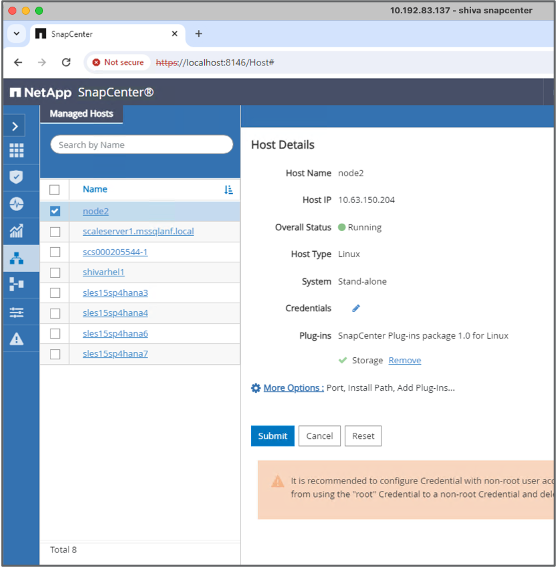 10.192.83.137 - shiva snapcenter
SnapCenter
Not secure https://localhost:8146/Host#
NetApp SnapCenter®
Managed Hosts
Search by Name
Name
node2
scaleserver1.mssqlanf.local
scs000205544-1
shivarhel1
sles15sp4hana3
sles15sp4hana4
sles15sp4hana6
sles15sp4hana7
Total 8
Host Details
Host Name node2
Host IP 10.63.150.204
Overall Status Running
Host Type Linux
System Stand-alone
Credentials
Plug-ins SnapCenter Plug-ins package 1.0 for Linux
Storage Remove
More Options : Port, Install Path, Add Plug-Ins...
Submit Cancel Reset
It is recommended to configure Credential with non-root user acc
from using the "root" Credential to a non-root Credential and dele